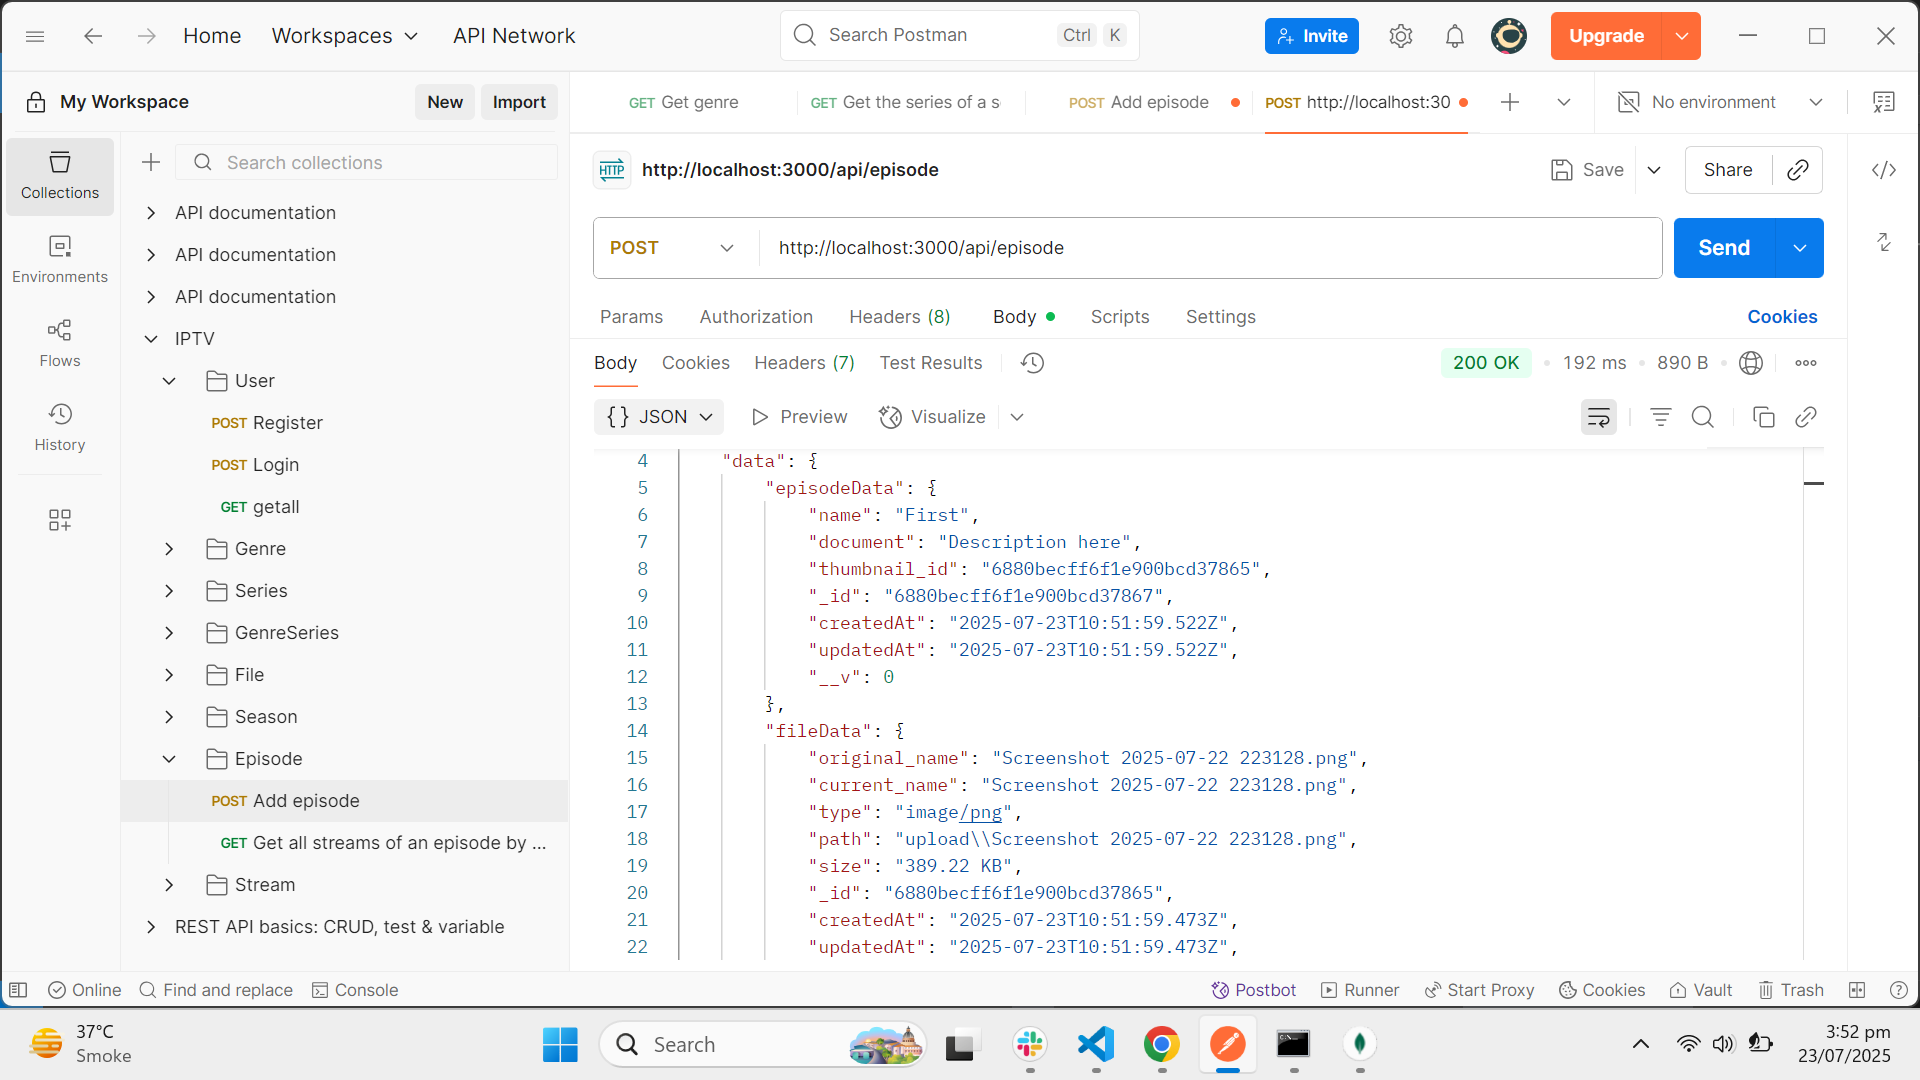 Home
Workspaces
API Network
Search Postman
Ctrl
K
Invite
Upgrade
My Workspace
New
Import
GET Get genre
GET Get the series of a s
POST Add episode
POST http://localhost:30
No environment
Collections
Environments
Flows
History
Search collections
API documentation
API documentation
API documentation
IPTV
User
POST Register
POST Login
GET getall
Genre
Series
GenreSeries
File
Season
Episode
POST Add episode
GET Get all streams of an episode by ...
Stream
REST API basics: CRUD, test & variable
HTTP http://localhost:3000/api/episode
Save
Share
POST
http://localhost:3000/api/episode
Send
Params
Authorization
Headers (8)
Body
Scripts
Settings
Cookies
Body
Cookies
Headers (7)
Test Results
200 OK
192 ms
890 B
{} JSON
Preview
Visualize
4 "data": {
5 "episodeData": {
6 "name": "First",
7 "document": "Description here",
8 "thumbnail_id": "6880becff6f1e900bcd37865",
9 "_id": "6880becff6f1e900bcd37867",
10 "createdAt": "2025-07-23T10:51:59.522Z",
11 "updatedAt": "2025-07-23T10:51:59.522Z",
12 "__v": 0
13 },
14 "fileData": {
15 "original_name": "Screenshot 2025-07-22 223128.png",
16 "current_name": "Screenshot 2025-07-22 223128.png",
17 "type": "image/png",
18 "path": "upload\\Screenshot 2025-07-22 223128.png",
19 "size": "389.22 KB",
20 "_id": "6880becff6f1e900bcd37865",
21 "createdAt": "2025-07-23T10:51:59.473Z",
22 "updatedAt": "2025-07-23T10:51:59.473Z",
Online
Find and replace
Console
Postbot
Runner
Start Proxy
Cookies
Vault
Trash
37°C
Smoke
Search
3:52 pm
23/07/2025